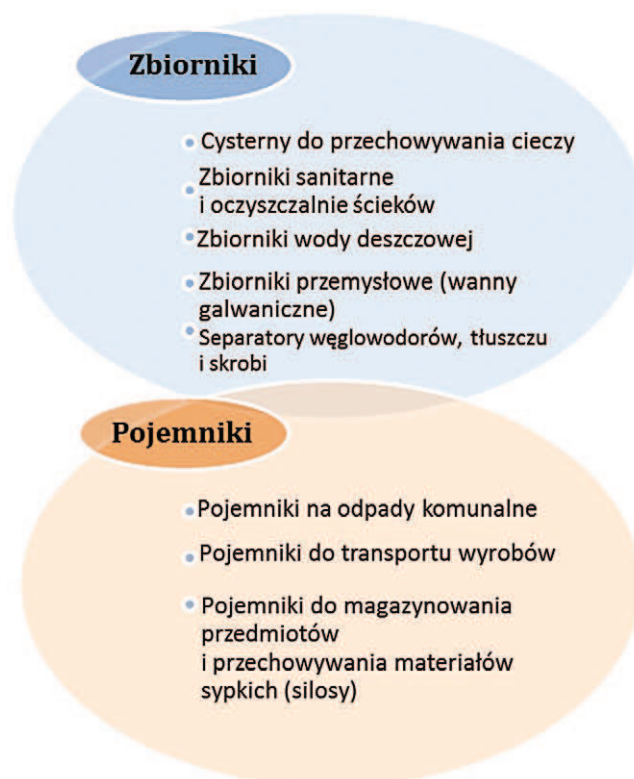 Zbiorniki
• Cysterny do przechowywania cieczy
• Zbiorniki sanitarne
i oczyszczalnie ścieków
• Zbiorniki wody deszczowej
• Zbiorniki przemysłowe (wanny
galwaniczne)
• Separatory węglowodorów, tłuszczu
i skrobi
Pojemniki
• Pojemniki na odpady komunalne
• Pojemniki do transportu wyrobów
• Pojemniki do magazynowania
przedmiotów
i przechowywania materiałów
sypkich (silosy)